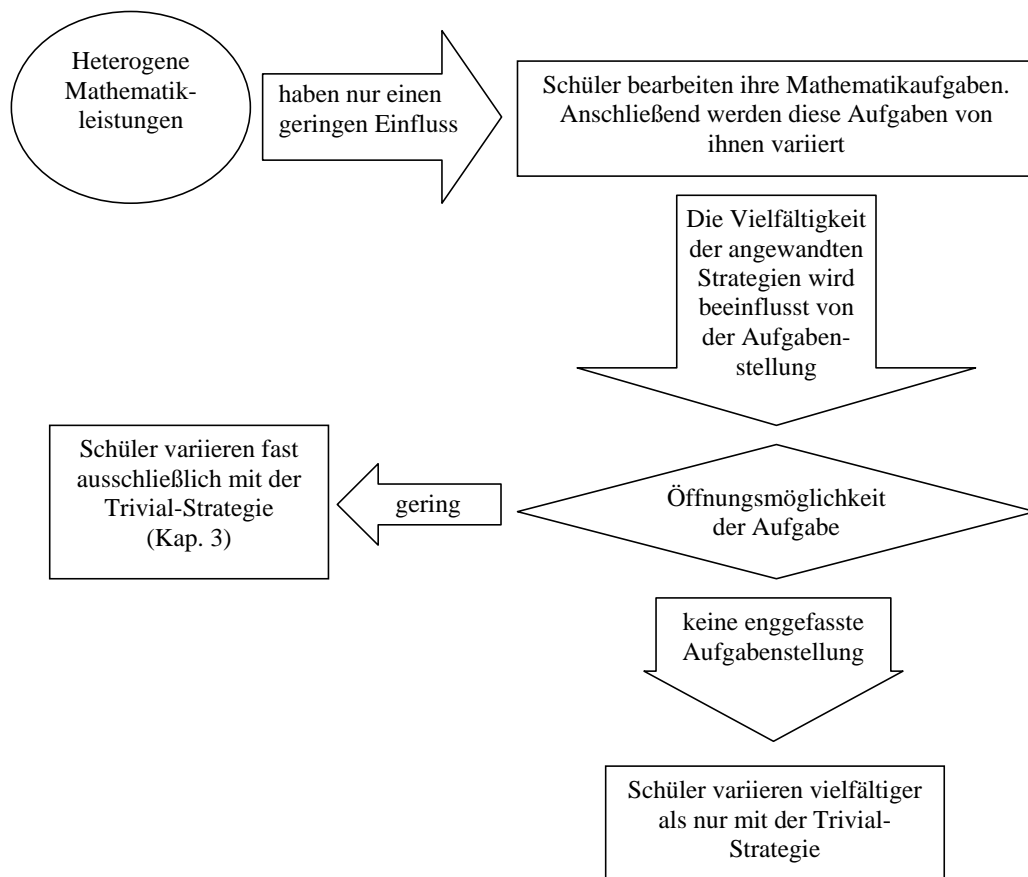 Heterogene
Mathematik-
leistungen
haben nur einen
geringen Einfluss
Schüler bearbeiten ihre Mathematikaufgaben.
Anschließend werden diese Aufgaben von
ihnen variiert
Die Vielfältigkeit
der angewandten
Strategien wird
beeinflusst von
der Aufgaben-
stellung
Öffnungsmöglichkeit
der Aufgabe
gering
Schüler variieren fast
ausschließlich mit der
Trivial-Strategie
(Kap. 3)
keine enggefasste
Aufgabenstellung
Schüler variieren vielfältiger
als nur mit der Trivial-
Strategie